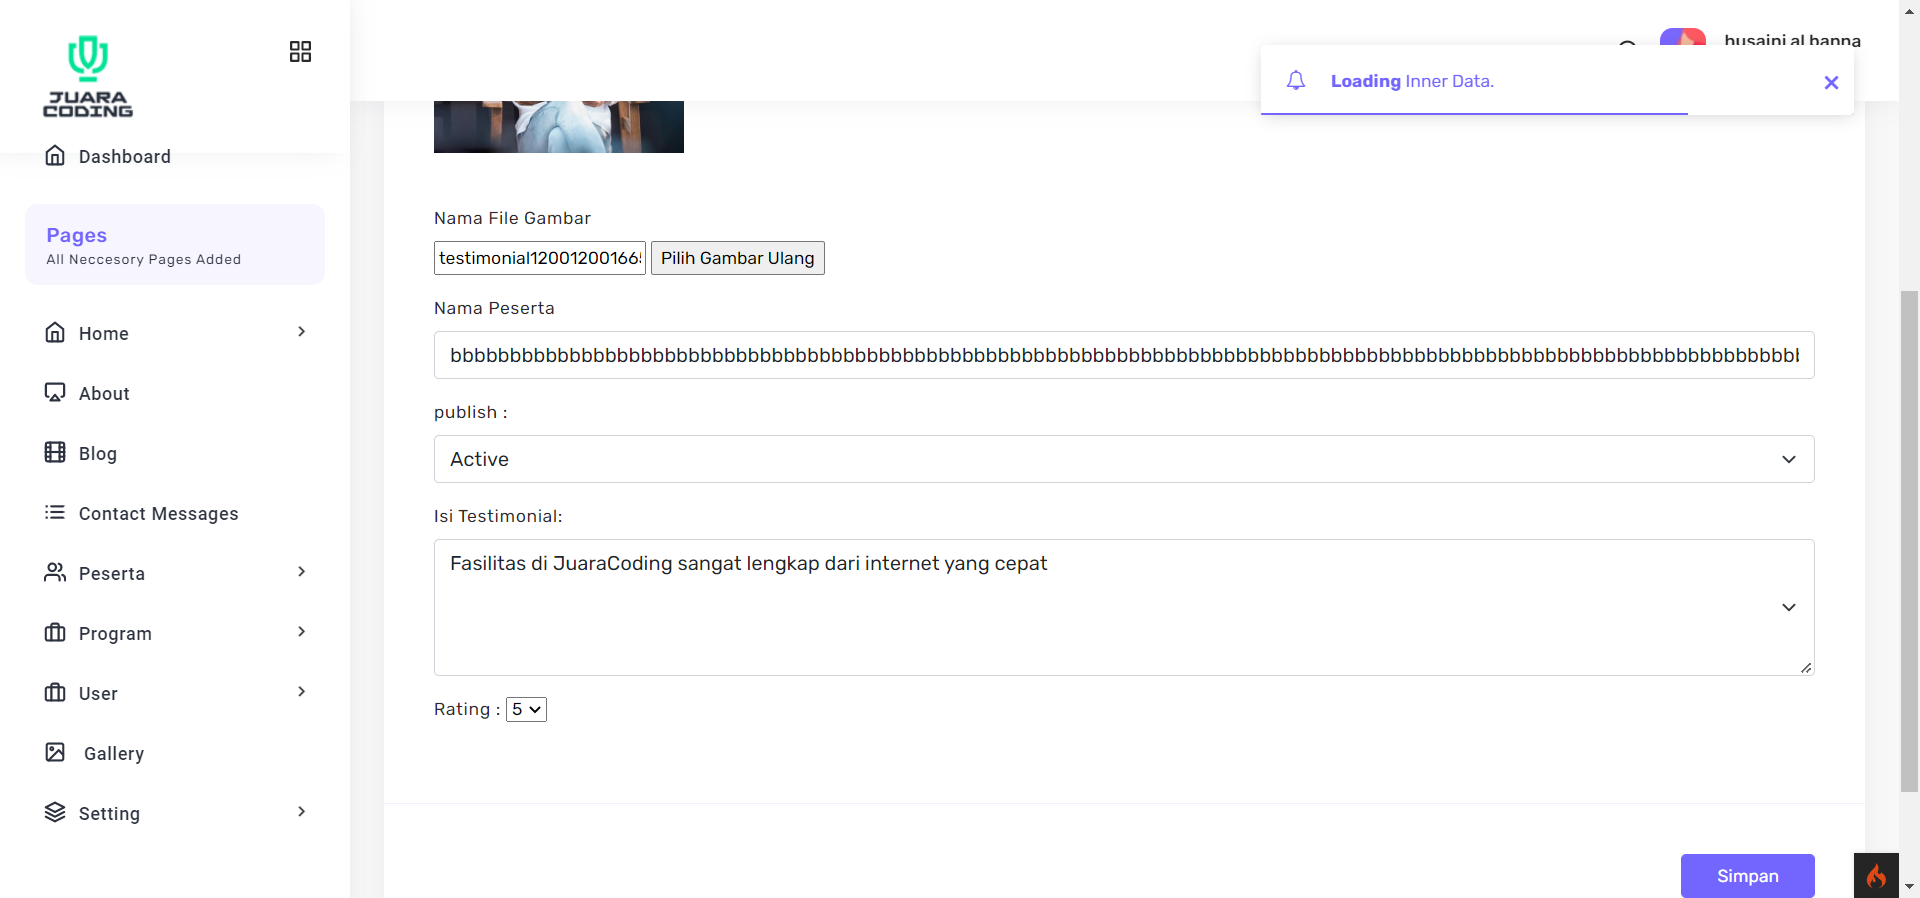 JUARA
CODING
Dashboard
Pages
All Neccesory Pages Added
Home
About
Blog
Contact Messages
Peserta
Program
User
Gallery
Setting
husaini al banna
Loading Inner Data.
Nama File Gambar
testimonial120012001665
Pilih Gambar Ulang
Nama Peserta
publish :
Active
Isi Testimonial:
Fasilitas di JuaraCoding sangat lengkap dari internet yang cepat
Rating : 5
Simpan